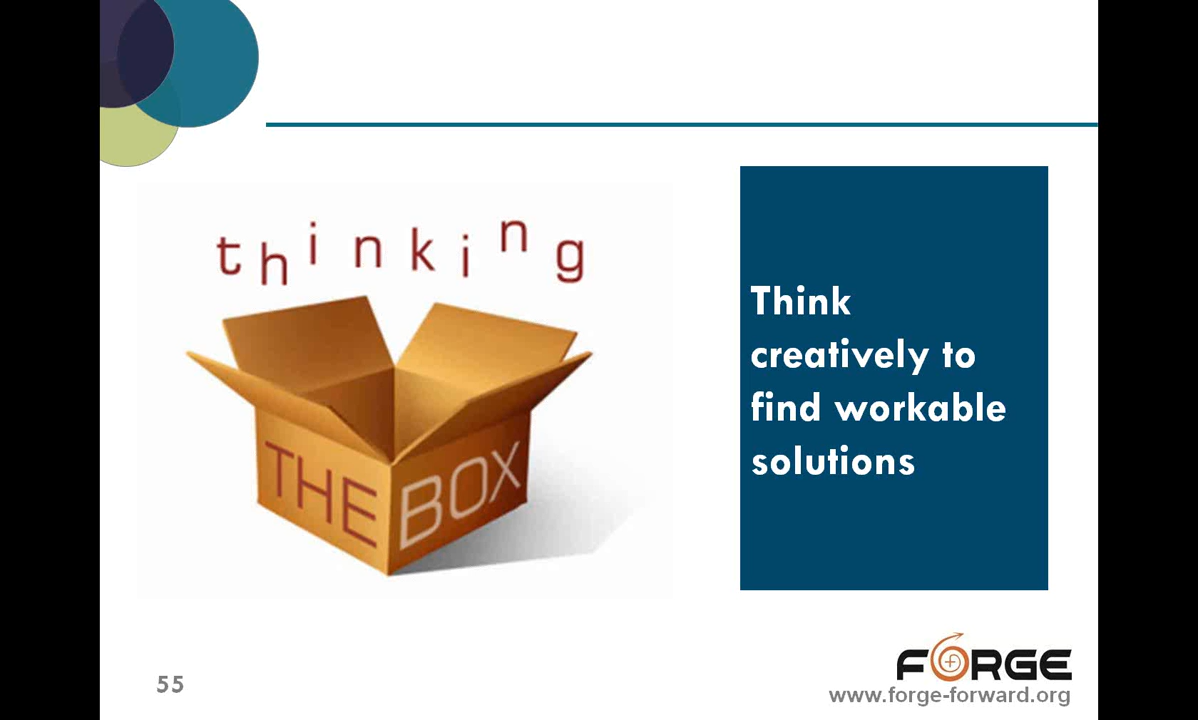 thinking
THE BOX
Think
creatively to
find workable
solutions
55
FORGE
www.forge-forward.org